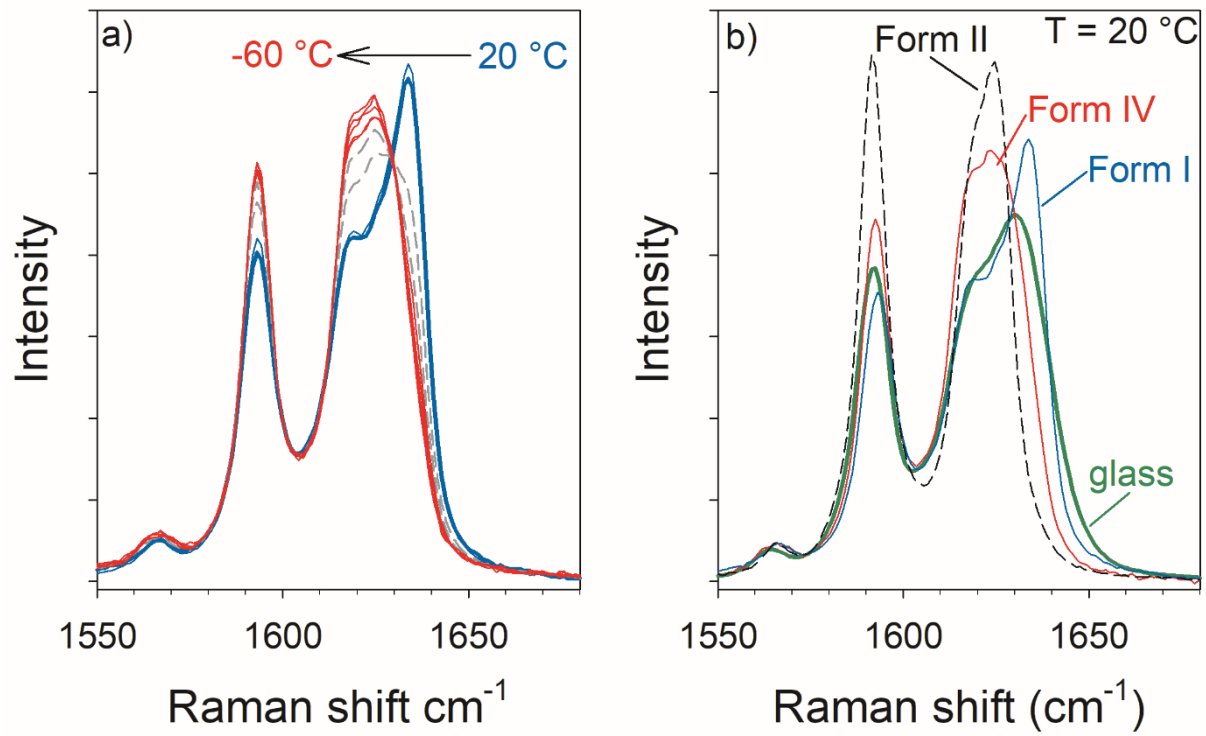 a)
-60 °C
20 °C
Intensity
1550
1600
1650
Raman shift cm-1
b)
T = 20 °C
Form II
Form IV
Form I
glass
Intensity
1550
1600
1650
Raman shift (cm-1)